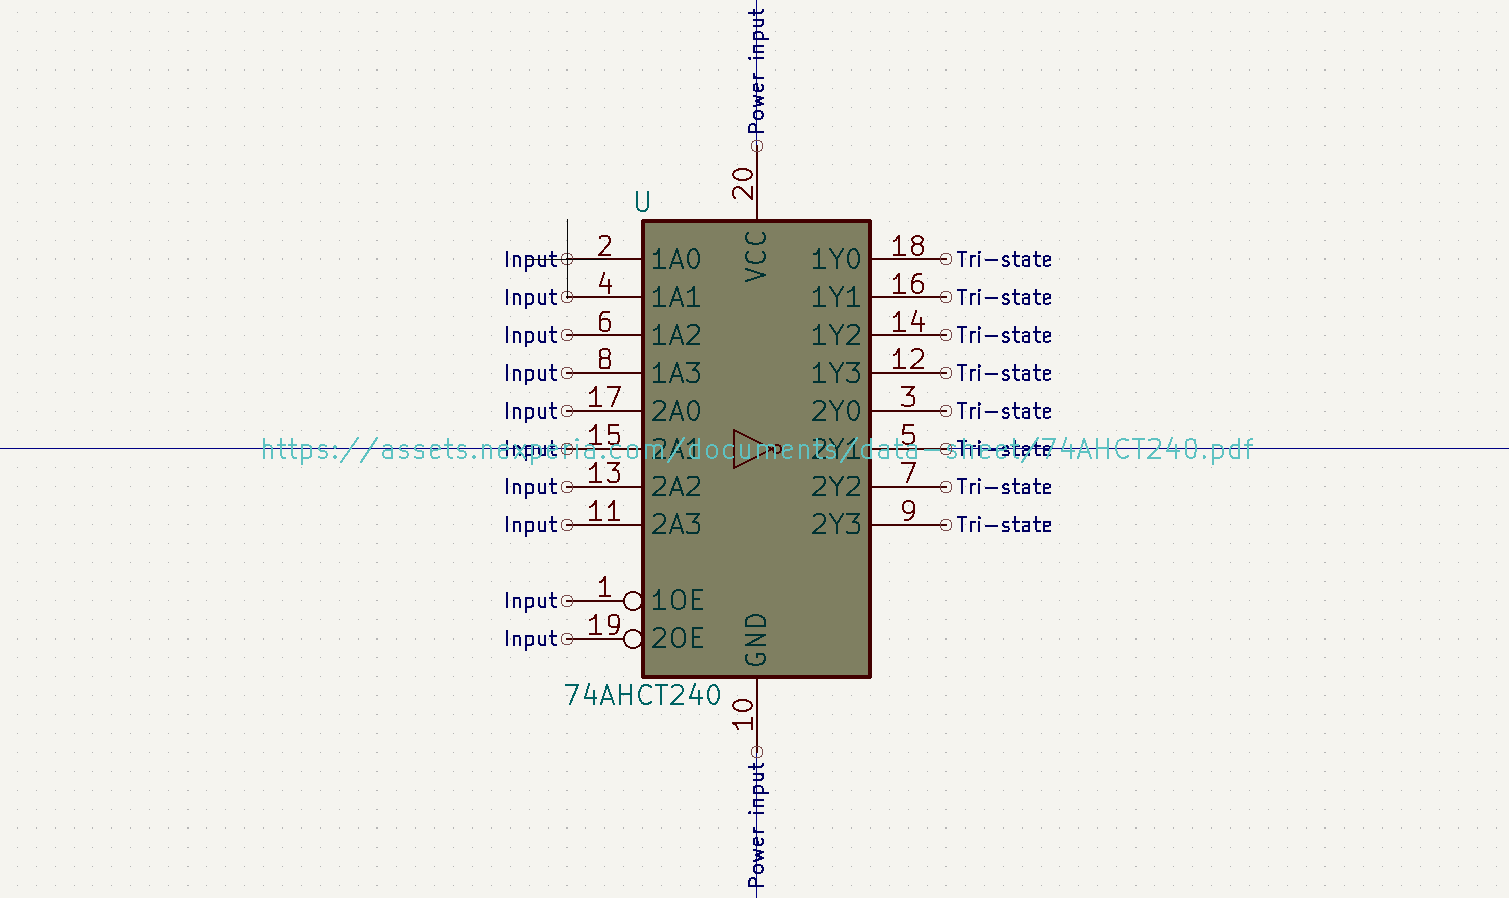 Power input
20
U
VCC
Input 2 1A0 1Y0 18 Tri-state
Input 4 1A1 1Y1 16 Tri-state
Input 6 1A2 1Y2 14 Tri-state
Input 8 1A3 1Y3 12 Tri-state
Input 17 2A0 2Y0 3 Tri-state
Input 15 2A1 2Y1 5 Tri-state
https://assets.nexperia.com/documents/data-sheet/74AHCT240.pdf
Input 13 2A2 2Y2 7 Tri-state
Input 11 2A3 2Y3 9 Tri-state
Input 1 1OE
Input 19 2OE
GND
74AHCT240
10
Power input